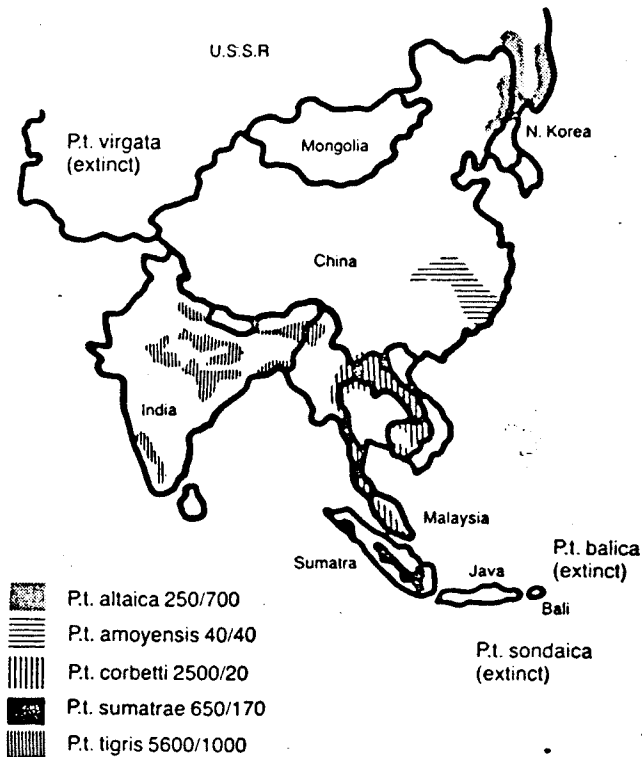 U.S.S.R
P.t. virgata
(extinct)
Mongolia
N. Korea
China
India
Malaysia
Sumatra
Java
P.t. balica
(extinct)
Bali
P.t. sondaica
(extinct)
P.t. altaica 250/700
P.t. amoyensis 40/40
P.t. corbetti 2500/20
P.t. sumatrae 650/170
P.t. tigris 5600/1000